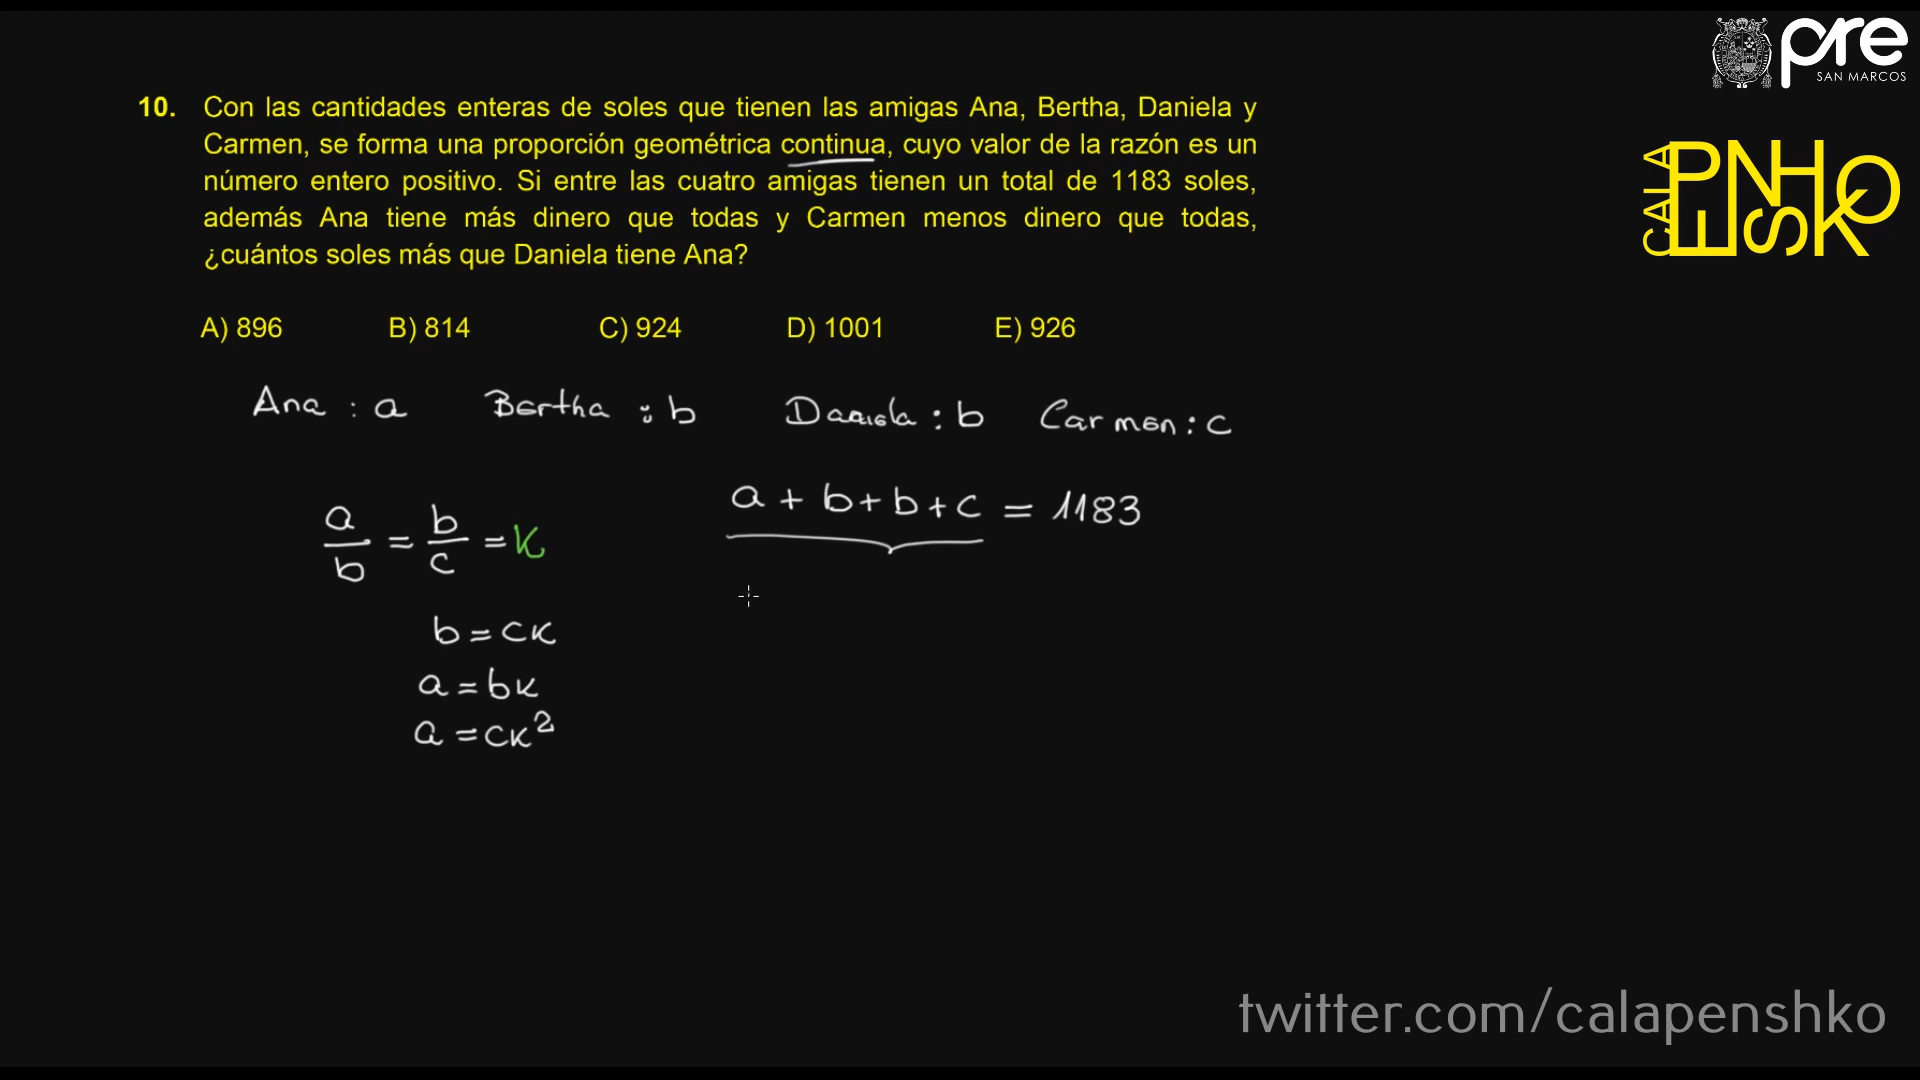 pre
SAN MARCOS
CALA
PENSHKO
10. Con las cantidades enteras de soles que tienen las amigas Ana, Bertha, Daniela y
Carmen, se forma una proporción geométrica continua, cuyo valor de la razón es un
número entero positivo. Si entre las cuatro amigas tienen un total de 1183 soles,
además Ana tiene más dinero que todas y Carmen menos dinero que todas,
¿cuántos soles más que Daniela tiene Ana?
A) 896 B) 814 C) 924 D) 1001 E) 926
Ana : a Bertha : b Daniela : b Carmen : c
a/b = b/c = K
a + b + b + c = 1183
b = cK
a = bK
a = cK²
twitter.com/calapenshko